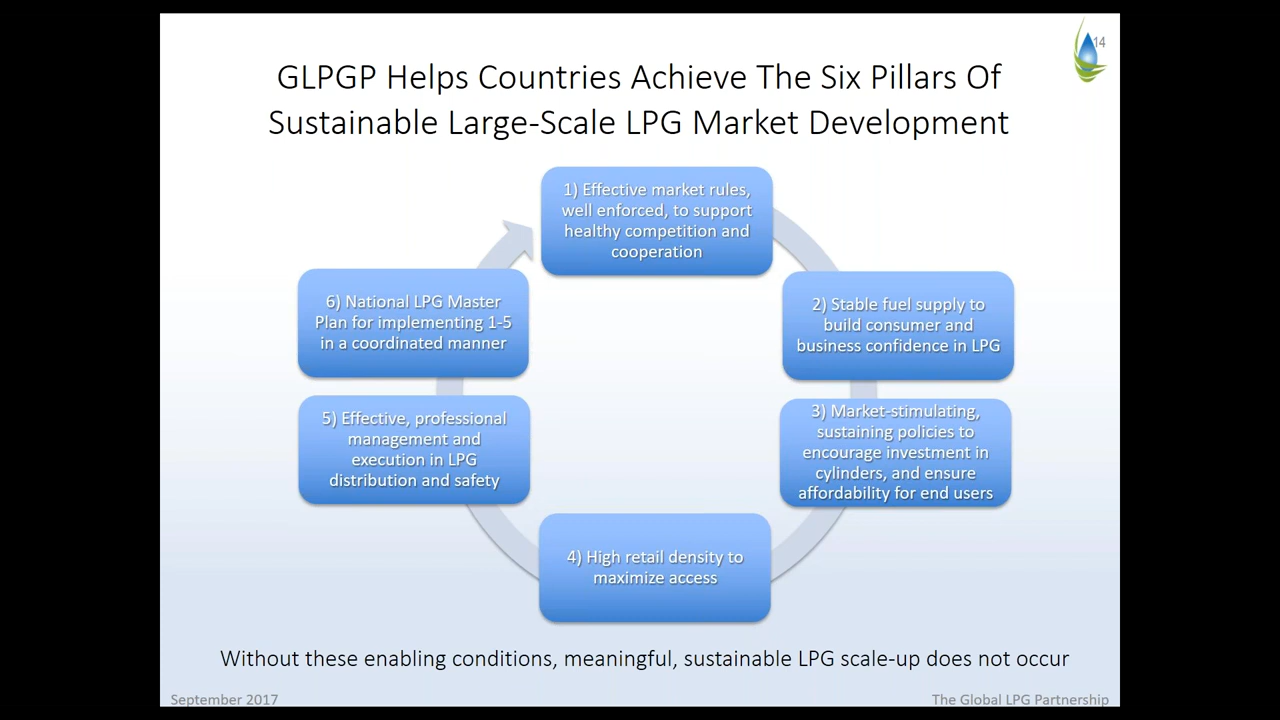 14
GLPGP Helps Countries Achieve The Six Pillars Of
Sustainable Large-Scale LPG Market Development
1) Effective market rules,
well enforced, to support
healthy competition and
cooperation
2) Stable fuel supply to
build consumer and
business confidence in LPG
3) Market-stimulating,
sustaining policies to
encourage investment in
cylinders, and ensure
affordability for end users
4) High retail density to
maximize access
5) Effective, professional
management and
execution in LPG
distribution and safety
6) National LPG Master
Plan for implementing 1-5
in a coordinated manner
Without these enabling conditions, meaningful, sustainable LPG scale-up does not occur
September 2017
The Global LPG Partnership